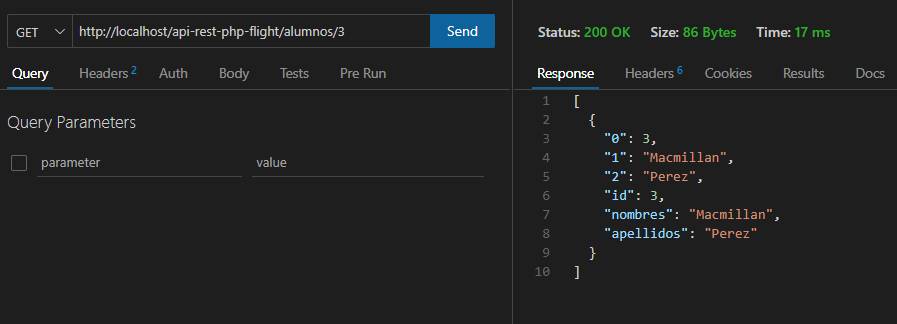 GET http://localhost/api-rest-php-flight/alumnos/3 Send
Query Headers 2 Auth Body Tests Pre Run
Query Parameters
parameter value
Status: 200 OK Size: 86 Bytes Time: 17 ms
Response Headers 6 Cookies Results Docs
1 [
2 {
3 "0": 3,
4 "1": "Macmillan",
5 "2": "Perez",
6 "id": 3,
7 "nombres": "Macmillan",
8 "apellidos": "Perez"
9 }
10 ]